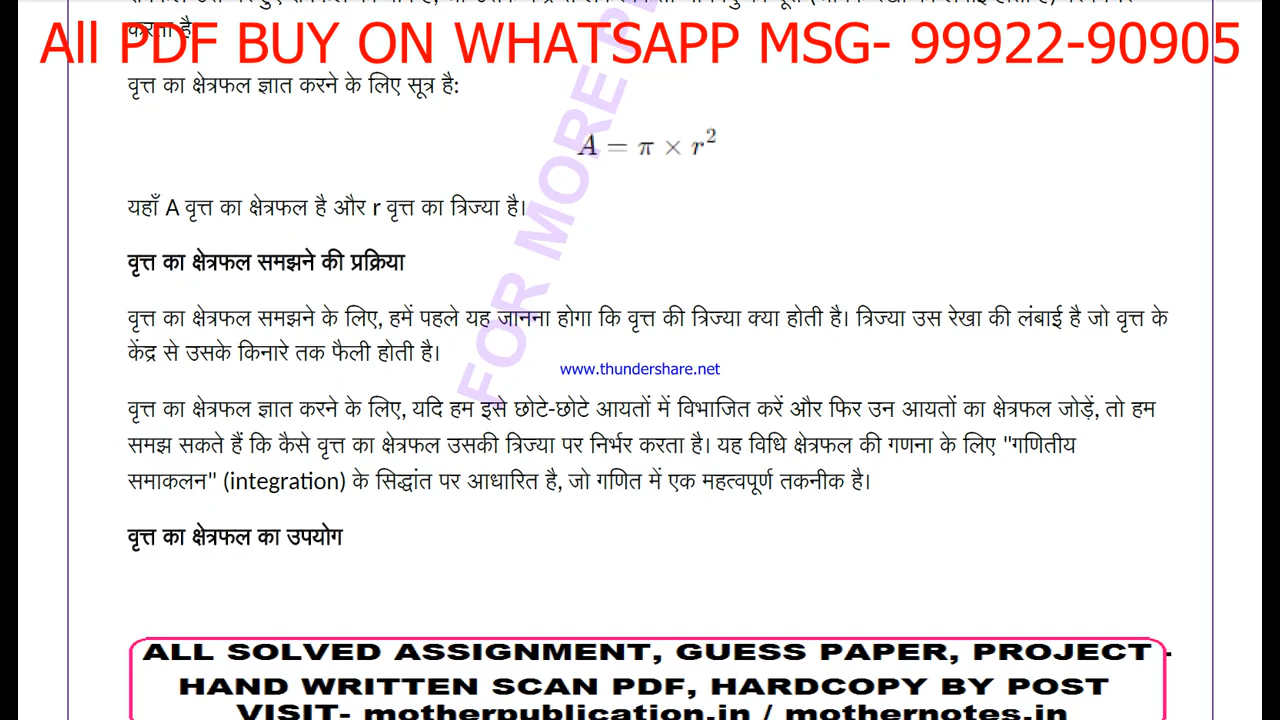 करता है
All PDF BUY ON WHATSAPP MSG- 99922-90905
वृत्त का क्षेत्रफल ज्ञात करने के लिए सूत्र है:
A = π × r²
यहाँ A वृत्त का क्षेत्रफल है और r वृत्त का त्रिज्या है।
वृत्त का क्षेत्रफल समझने की प्रक्रिया
वृत्त का क्षेत्रफल समझने के लिए, हमें पहले यह जानना होगा कि वृत्त की त्रिज्या क्या होती है। त्रिज्या उस रेखा की लंबाई है जो वृत्त के
केंद्र से उसके किनारे तक फैली होती है।
www.thundershare.net
वृत्त का क्षेत्रफल ज्ञात करने के लिए, यदि हम इसे छोटे-छोटे आयतों में विभाजित करें और फिर उन आयतों का क्षेत्रफल जोड़ें, तो हम
समझ सकते हैं कि कैसे वृत्त का क्षेत्रफल उसकी त्रिज्या पर निर्भर करता है। यह विधि क्षेत्रफल की गणना के लिए "गणितीय
समाकलन" (integration) के सिद्धांत पर आधारित है, जो गणित में एक महत्वपूर्ण तकनीक है।
वृत्त का क्षेत्रफल का उपयोग
FOR MORE
ALL SOLVED ASSIGNMENT, GUESS PAPER, PROJECT -
HAND WRITTEN SCAN PDF, HARDCOPY BY POST
VISIT- motherpublication.in / mothernotes.in